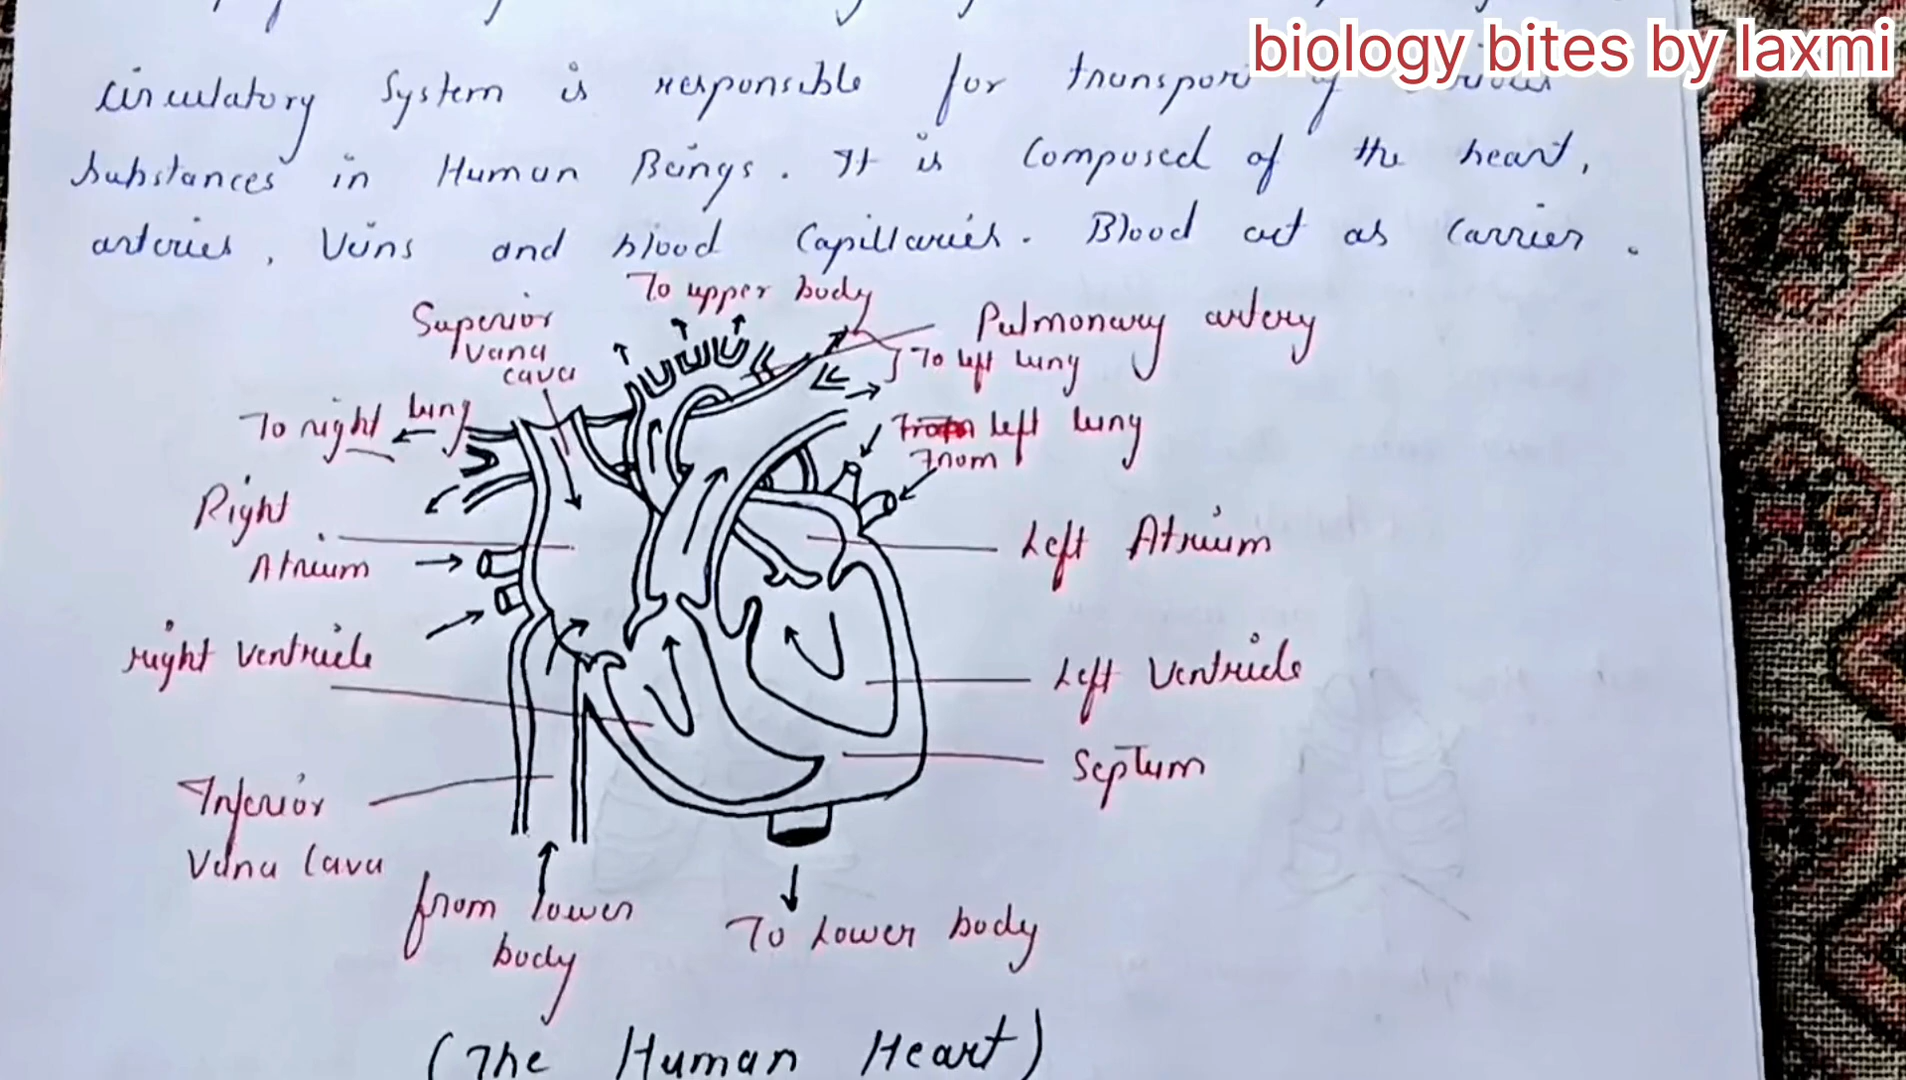 biology bites by laxmi
circulatory System is responsible for transport of
substances in Human Beings. It is Composed of the heart,
arteries, Veins and blood Capillaries. Blood act as Carrier.
To upper body
Superior
vana
cava
Pulmonary artery
To left lung
To right lung
From left lung
From
Right
Atrium
Left Atrium
right ventricle
Left Ventricle
Septum
Inferior
Vana Cava
from lower
body
To Lower body
(The Human Heart)